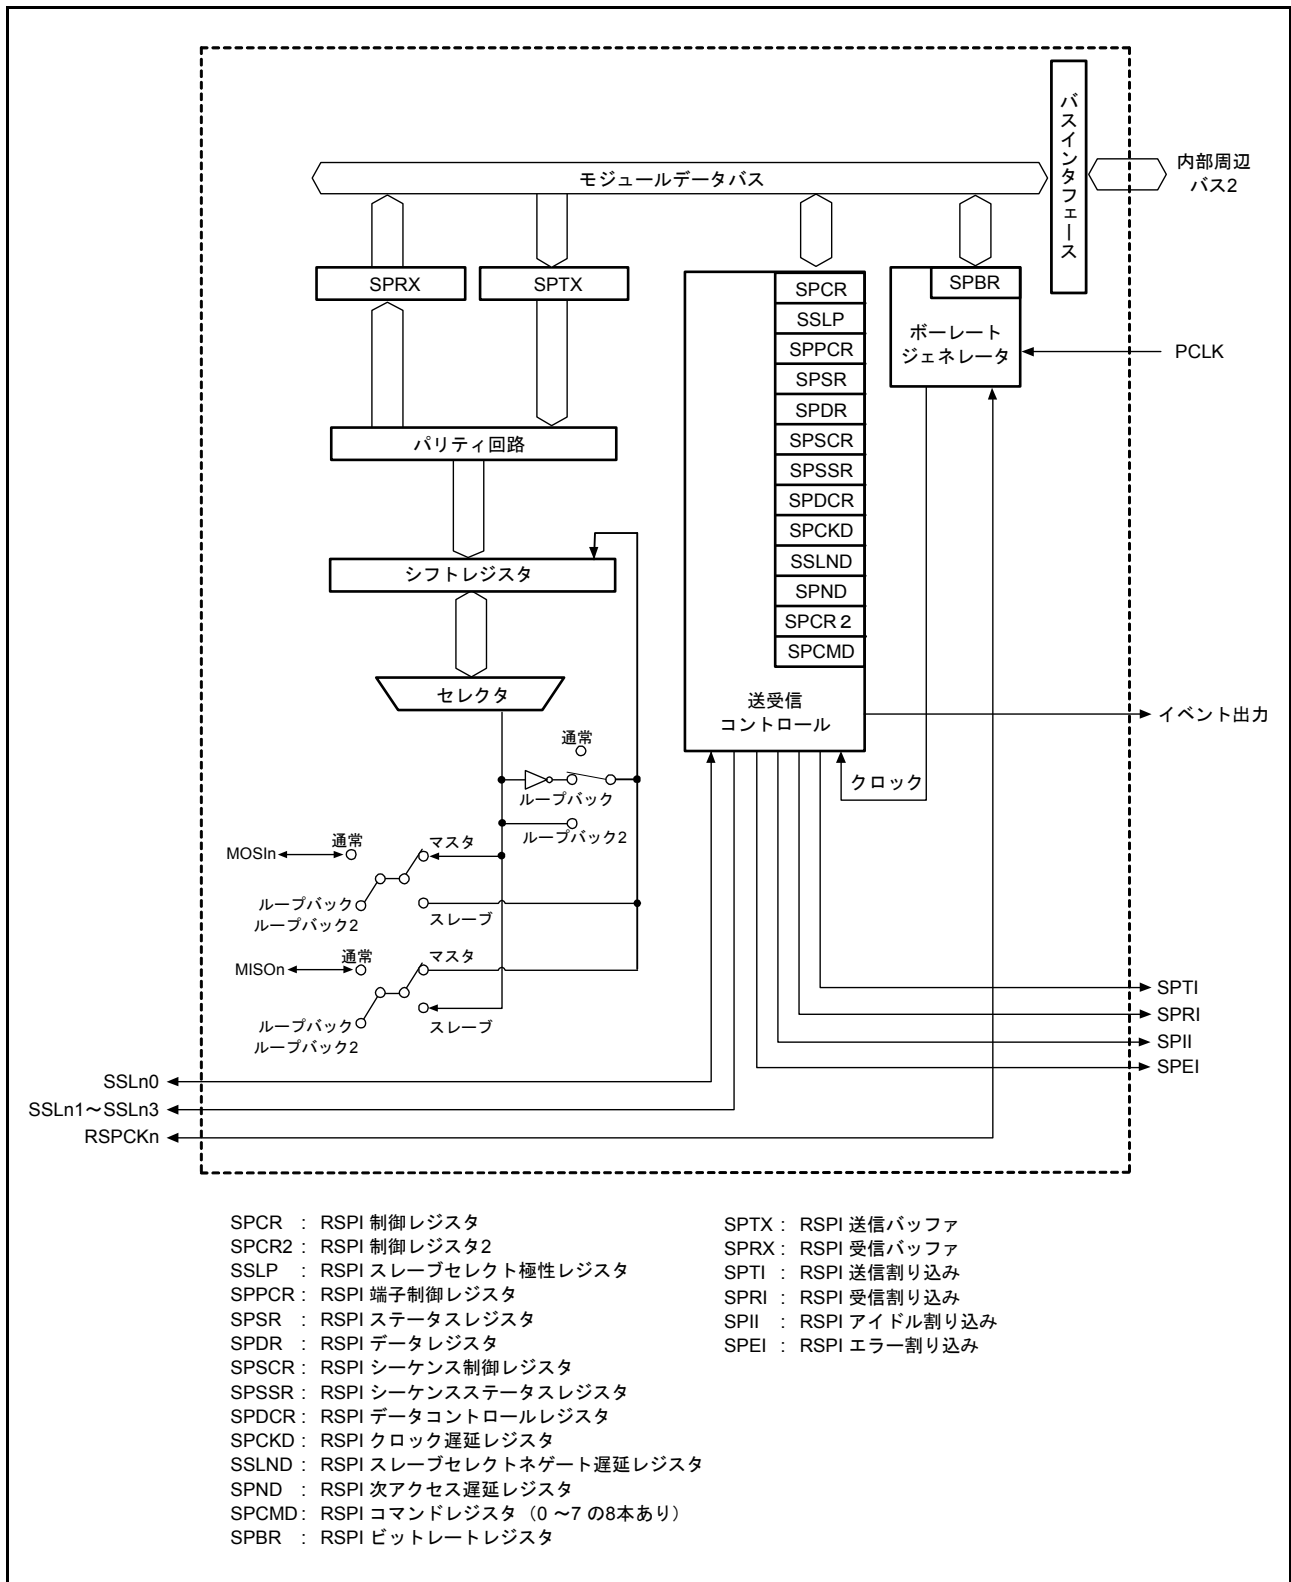 バスインタフェース
内部周辺
バス2
モジュールデータバス
SPRX
SPTX
SPCR
SSLP
SPPCR
SPSR
SPDR
SPSCR
SPSSR
SPDCR
SPCKD
SSLND
SPND
SPCR２
SPCMD
送受信
コントロール
SPBR
ボーレート
ジェネレータ
PCLK
パリティ回路
シフトレジスタ
セレクタ
イベント出力
クロック
通常
ループバック
ループバック2
MOSIn
通常
マスタ
ループバック
ループバック2
スレーブ
MISOn
通常
マスタ
ループバック
ループバック2
スレーブ
SPTI
SPRI
SPII
SPEI
SSLn0
SSLn1～SSLn3
RSPCKn
SPCR : RSPI 制御レジスタ
SPCR2 : RSPI 制御レジスタ2
SSLP : RSPI スレーブセレクト極性レジスタ
SPPCR : RSPI 端子制御レジスタ
SPSR : RSPI ステータスレジスタ
SPDR : RSPI データレジスタ
SPSCR : RSPI シーケンス制御レジスタ
SPSSR : RSPI シーケンスステータスレジスタ
SPDCR : RSPI データコントロールレジスタ
SPCKD : RSPI クロック遅延レジスタ
SSLND : RSPI スレーブセレクトネゲート遅延レジスタ
SPND : RSPI 次アクセス遅延レジスタ
SPCMD : RSPI コマンドレジスタ（0 ～7 の8本あり）
SPBR : RSPI ビットレートレジスタ
SPTX : RSPI 送信バッファ
SPRX : RSPI 受信バッファ
SPTI : RSPI 送信割り込み
SPRI : RSPI 受信割り込み
SPII : RSPI アイドル割り込み
SPEI : RSPI エラー割り込み